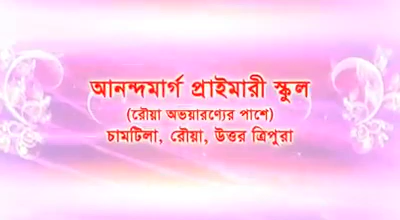 আনন্দমার্গ প্রাইমারী স্কুল
(রৌয়া অভয়ারণ্যের পাশে)
চামটিলা, রৌয়া, উত্তর ত্রিপুরা